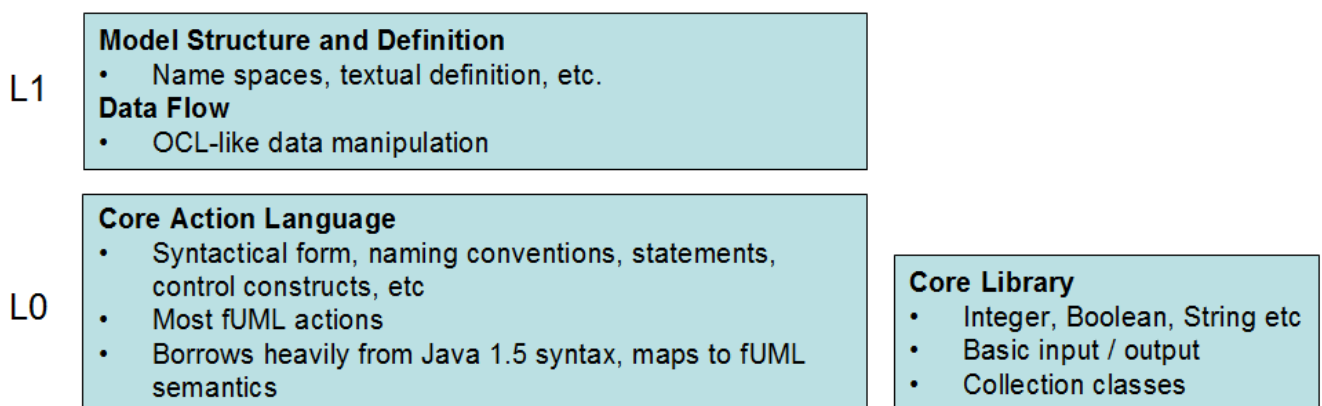 L1
Model Structure and Definition
• Name spaces, textual definition, etc.
Data Flow
• OCL-like data manipulation
L0
Core Action Language
• Syntactical form, naming conventions, statements,
control constructs, etc
• Most fUML actions
• Borrows heavily from Java 1.5 syntax, maps to fUML
semantics
Core Library
• Integer, Boolean, String etc
• Basic input / output
• Collection classes